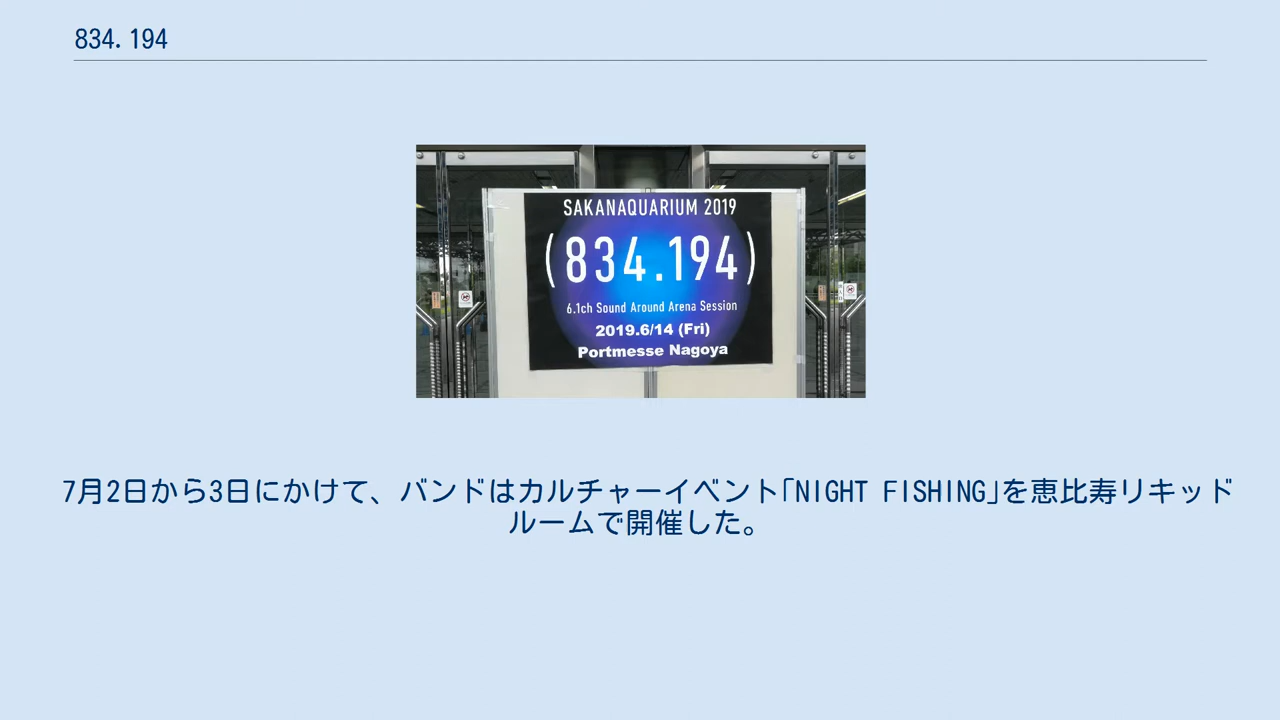 834.194
SAKANAQUARIUM 2019
(834.194)
6.1ch Sound Around Arena Session
2019.6/14 (Fri)
Portmesse Nagoya
7月2日から3日にかけて、バンドはカルチャーイベント「NIGHT FISHING」を恵比寿リキッド
ルームで開催した。